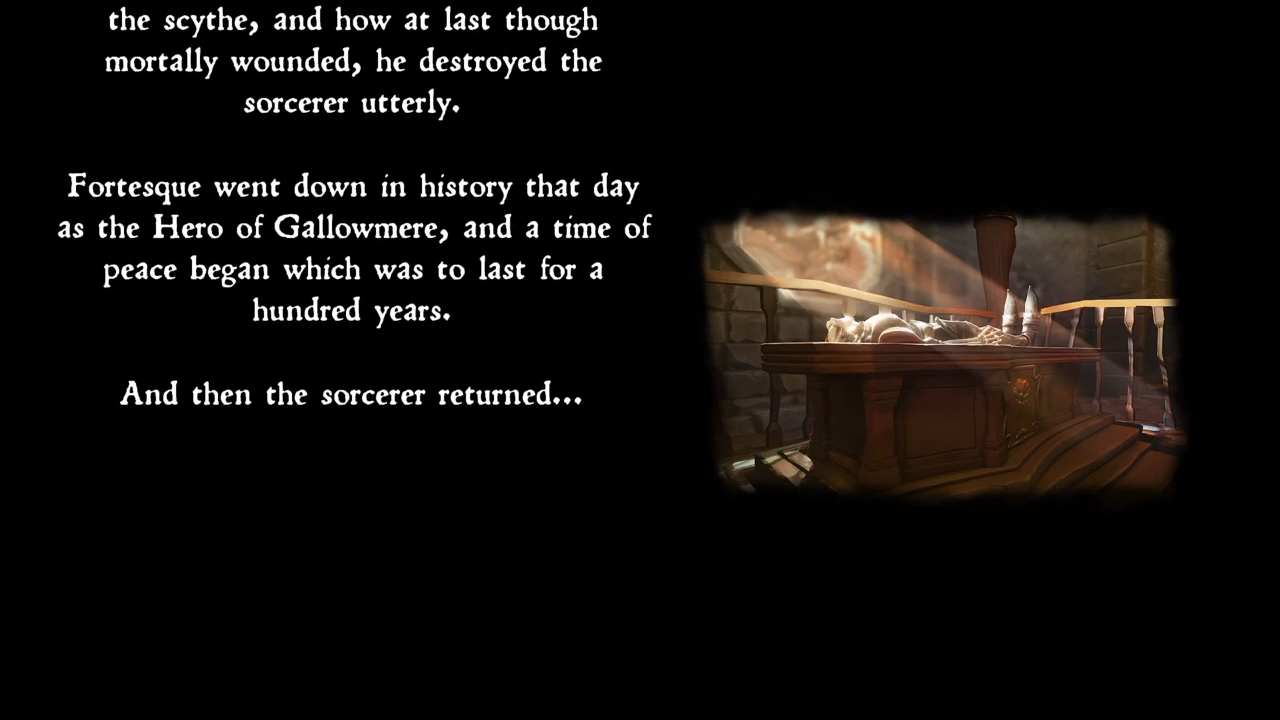 the scythe, and how at last though
mortally wounded, he destroyed the
sorcerer utterly.
Fortesque went down in history that day
as the Hero of Gallowmere, and a time of
peace began which was to last for a
hundred years.
And then the sorcerer returned...